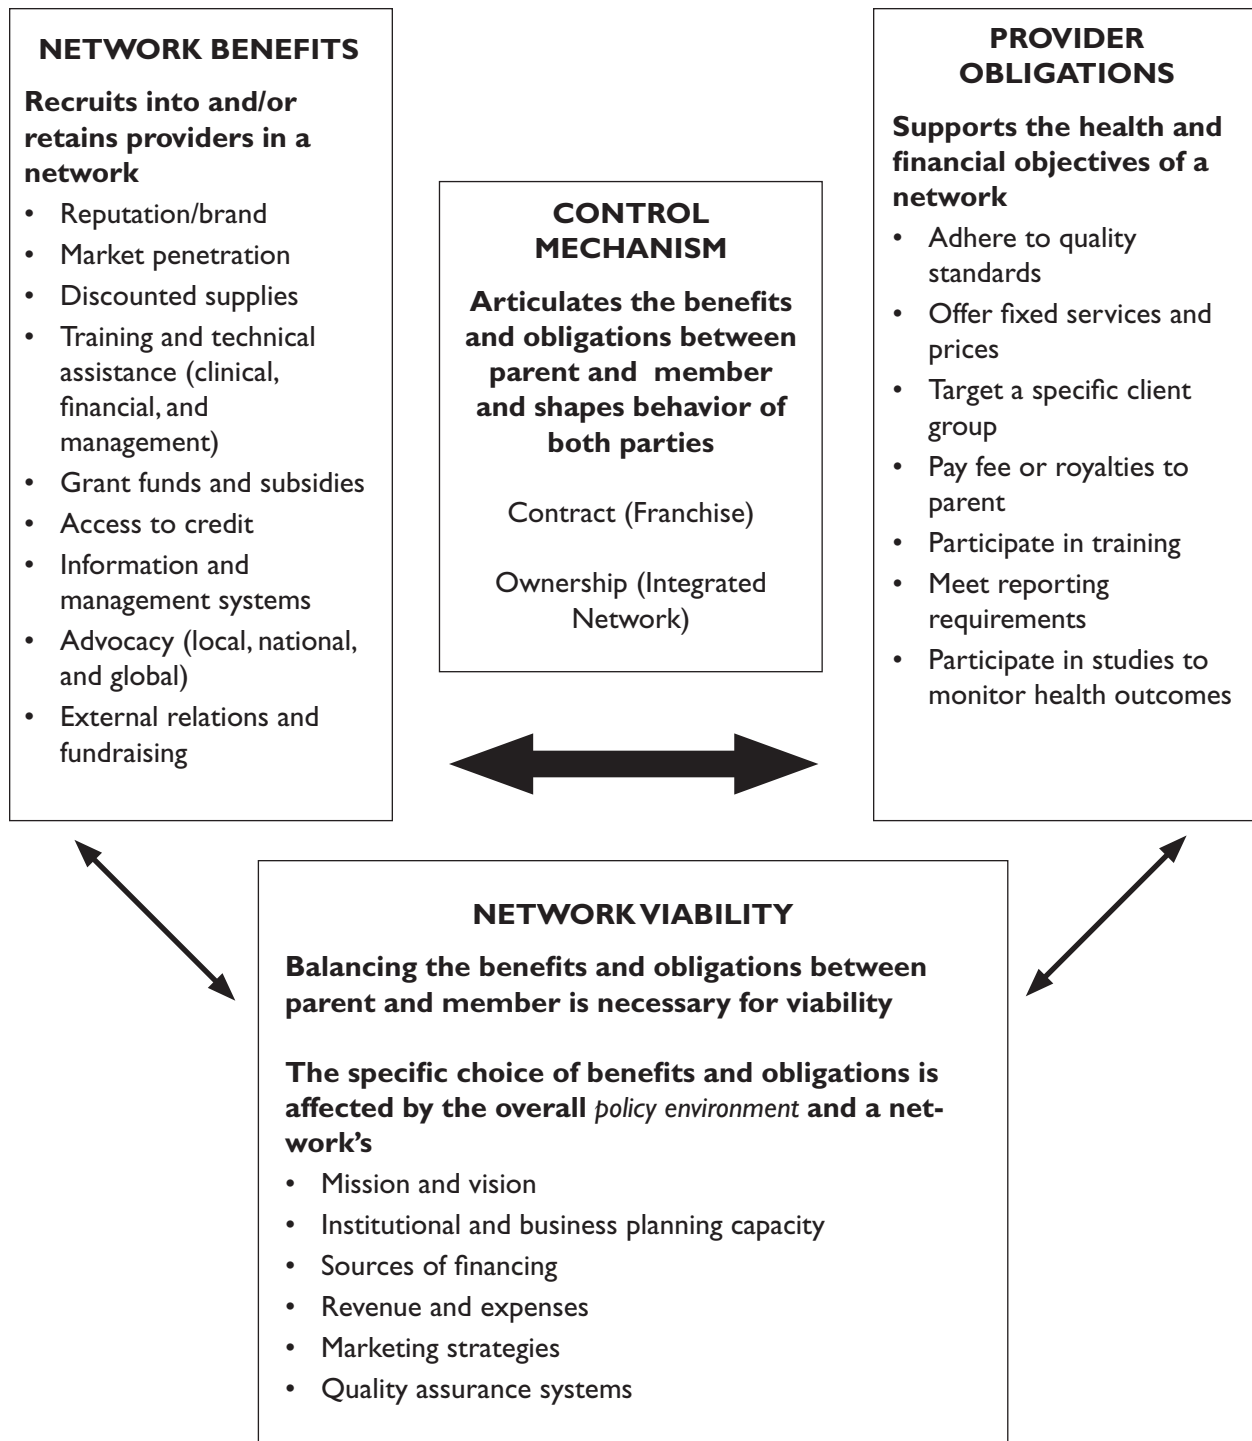 NETWORK BENEFITS
Recruits into and/or
retains providers in a
network
• Reputation/brand
• Market penetration
• Discounted supplies
• Training and technical
assistance (clinical,
financial, and
management)
• Grant funds and subsidies
• Access to credit
• Information and
management systems
• Advocacy (local, national,
and global)
• External relations and
fundraising
CONTROL
MECHANISM
Articulates the benefits
and obligations between
parent and member
and shapes behavior of
both parties
Contract (Franchise)
Ownership (Integrated
Network)
PROVIDER
OBLIGATIONS
Supports the health and
financial objectives of a
network
• Adhere to quality
standards
• Offer fixed services and
prices
• Target a specific client
group
• Pay fee or royalties to
parent
• Participate in training
• Meet reporting
requirements
• Participate in studies to
monitor health outcomes
NETWORK VIABILITY
Balancing the benefits and obligations between
parent and member is necessary for viability
The specific choice of benefits and obligations is
affected by the overall policy environment and a net-
work’s
• Mission and vision
• Institutional and business planning capacity
• Sources of financing
• Revenue and expenses
• Marketing strategies
• Quality assurance systems